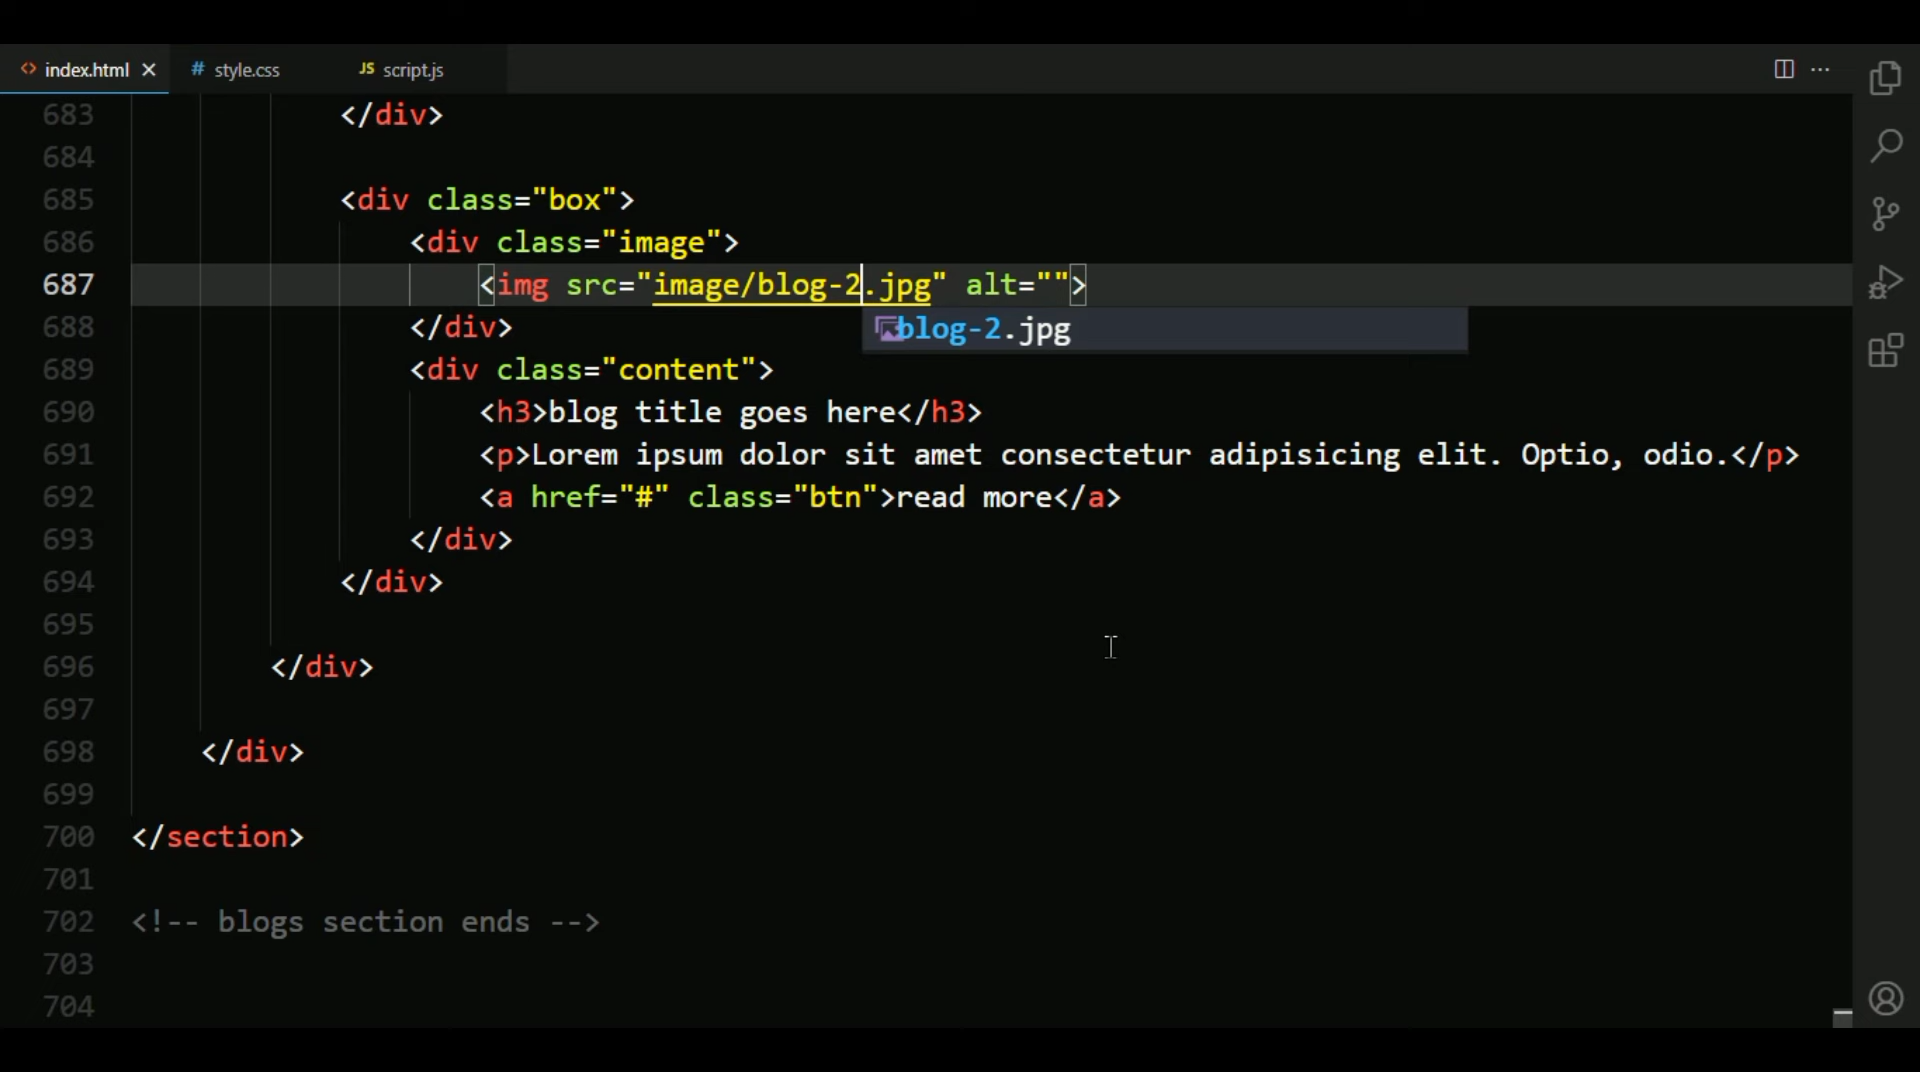 index.html
style.css
JS script.js
683 </div>
684
685 <div class="box">
686 <div class="image">
687 <img src="image/blog-2.jpg" alt="">
blog-2.jpg
688 </div>
689 <div class="content">
690 <h3>blog title goes here</h3>
691 <p>Lorem ipsum dolor sit amet consectetur adipisicing elit. Optio, odio.</p>
692 <a href="#" class="btn">read more</a>
693 </div>
694 </div>
695
696 </div>
697
698 </div>
699
700 </section>
701
702 <!-- blogs section ends -->
703
704